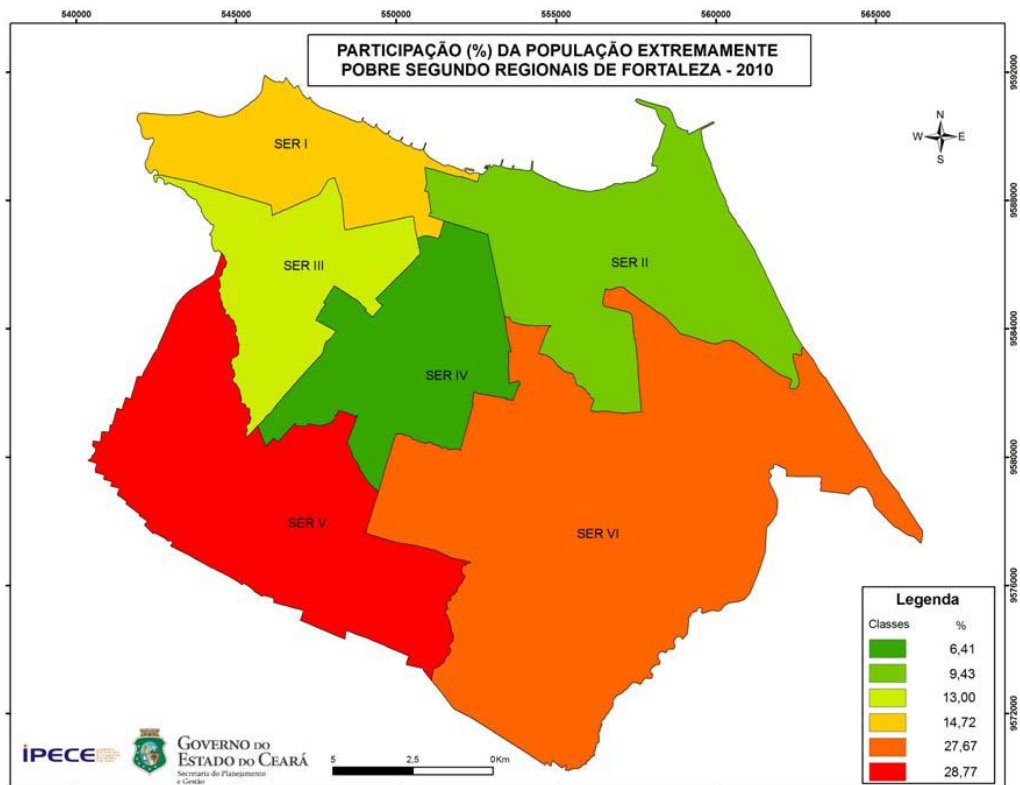 540000 545000 550000 555000 560000 565000
PARTICIPAÇÃO (%) DA POPULAÇÃO EXTREMAMENTE
POBRE SEGUNDO REGIONAIS DE FORTALEZA - 2010
9592000
N
W E
S
SER I
9588000
SER III
SER II
9584000
SER IV
9580000
SER V
SER VI
9576000
Legenda
Classes %
6,41
9,43
13,00
14,72
27,67
28,77
9572000
iPECE
GOVERNO DO
ESTADO DO CEARÁ
Secretaria do Planejamento
e Gestão
5 2,5 0Km